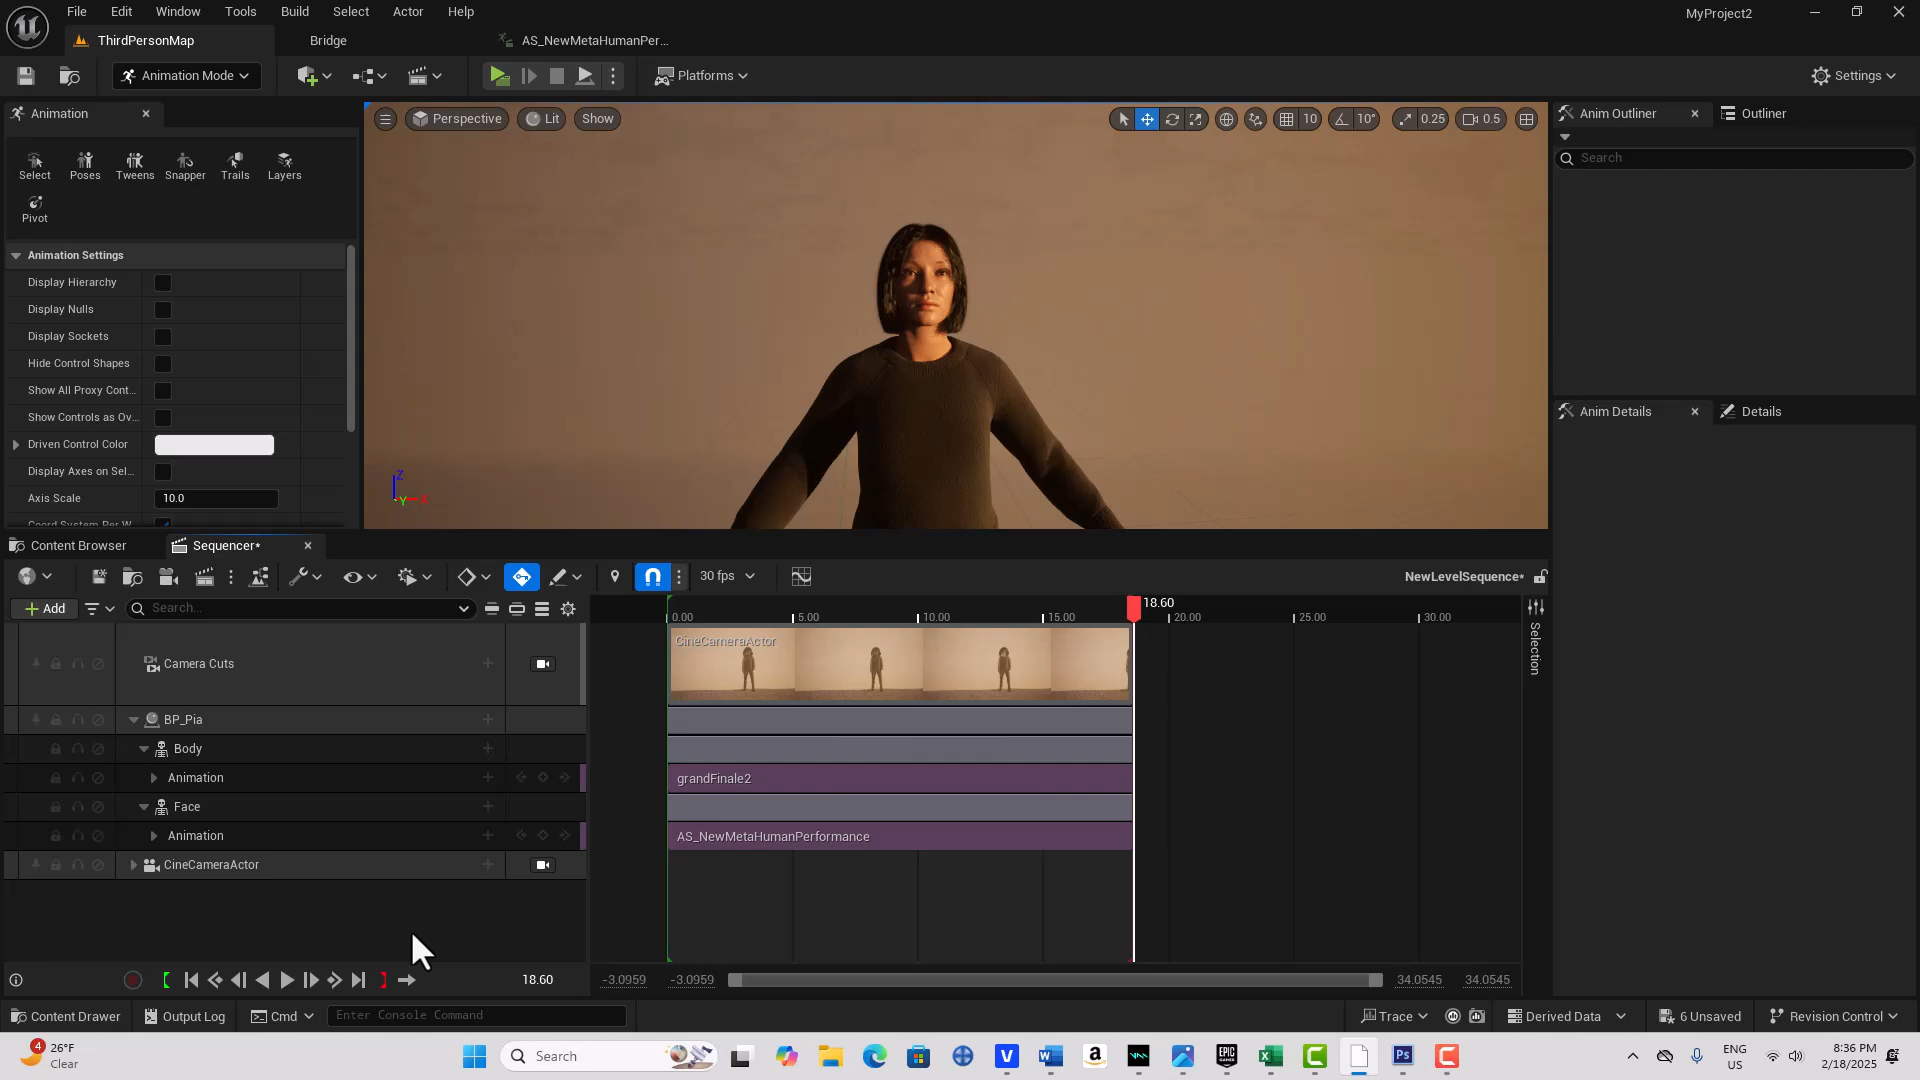 File Edit Window Tools Build Select Actor Help
MyProject2
ThirdPersonMap
Bridge
AS_NewMetaHumanPer...
Animation Mode
Platforms
Settings
Animation
Perspective
Lit
Show
10
10°
0.25
0.5
Anim Outliner
Outliner
Search
Select
Poses
Tweens
Snapper
Trails
Layers
Pivot
Animation Settings
Display Hierarchy
Display Nulls
Display Sockets
Hide Control Shapes
Show All Proxy Cont...
Show Controls as Ov...
Driven Control Color
Display Axes on Sel...
Axis Scale
10.0
Coord System Per W
Z
Y
X
Anim Details
Details
Content Browser
Sequencer*
30 fps
NewLevelSequence*
Add
Search...
18.60
0.00
5.00
10.00
15.00
20.00
25.00
30.00
Selection
Camera Cuts
CineCameraActor
BP_Pia
Body
Animation
grandFinale2
Face
Animation
AS_NewMetaHumanPerformance
CineCameraActor
18.60
-3.0959
-3.0959
34.0545
34.0545
Content Drawer
Output Log
Cmd
Enter Console Command
Trace
Derived Data
6 Unsaved
Revision Control
4
26°F
Clear
Search
V
W
a
EPIC
GAMES
X
C
Ps
C
ENG
US
8:36 PM
2/18/2025